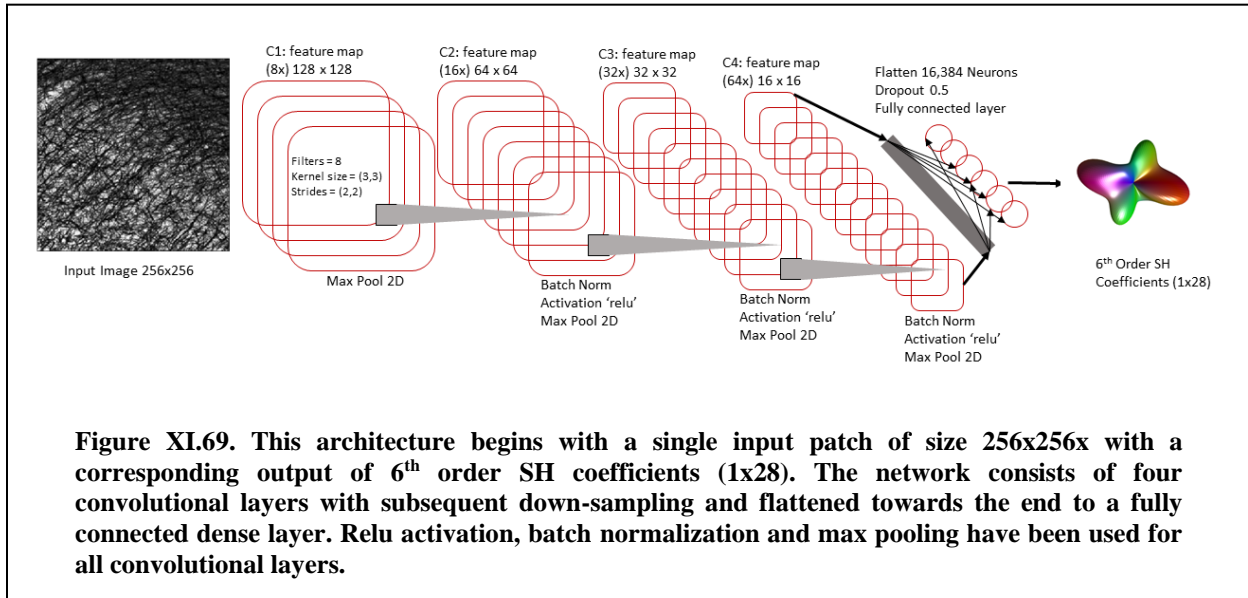 C1: feature map
(8x) 128 x 128
C2: feature map
(16x) 64 x 64
C3: feature map
(32x) 32 x 32
C4: feature map
(64x) 16 x 16
Flatten 16,384 Neurons
Dropout 0.5
Fully connected layer
Filters = 8
Kernel size = (3,3)
Strides = (2,2)
Input Image 256x256
Max Pool 2D
Batch Norm
Activation ‘relu’
Max Pool 2D
Batch Norm
Activation ‘relu’
Max Pool 2D
Batch Norm
Activation ‘relu’
Max Pool 2D
6th Order SH
Coefficients (1x28)
Figure XI.69. This architecture begins with a single input patch of size 256x256x with a
corresponding output of 6th order SH coefficients (1x28). The network consists of four
convolutional layers with subsequent down-sampling and flattened towards the end to a fully
connected dense layer. Relu activation, batch normalization and max pooling have been used for
all convolutional layers.